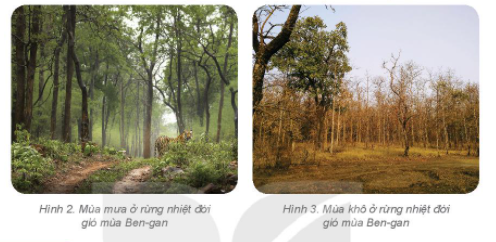 Hình 2. Mùa mưa ở rừng nhiệt đới
gió mùa Ben-gan
Hình 3. Mùa khô ở rừng nhiệt đới
gió mùa Ben-gan